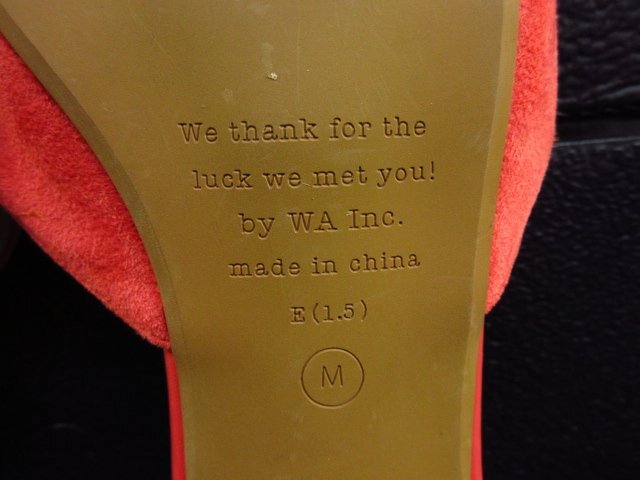 We thank for the
luck we met you!
by WA Inc.
made in china
E(1.5)
M